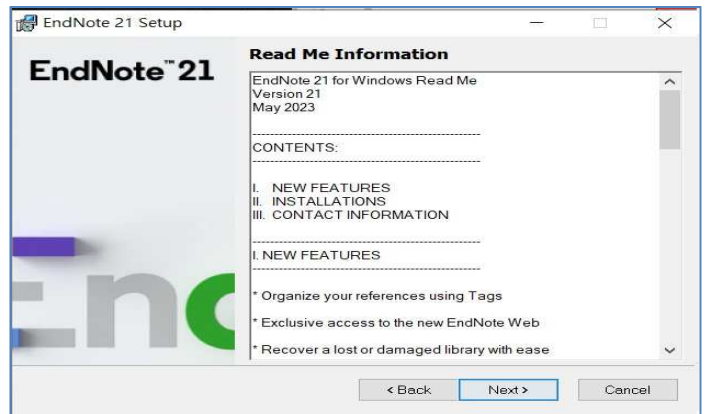 EndNote 21 Setup
EndNote™21
Read Me Information
EndNote 21 for Windows Read Me
Version 21
May 2023
----------------------------------------------------
CONTENTS:
----------------------------------------------------
I. NEW FEATURES
II. INSTALLATIONS
III. CONTACT INFORMATION
----------------------------------------------------
I. NEW FEATURES
----------------------------------------------------
* Organize your references using Tags
* Exclusive access to the new EndNote Web
* Recover a lost or damaged library with ease
Enc
< Back
Next >
Cancel